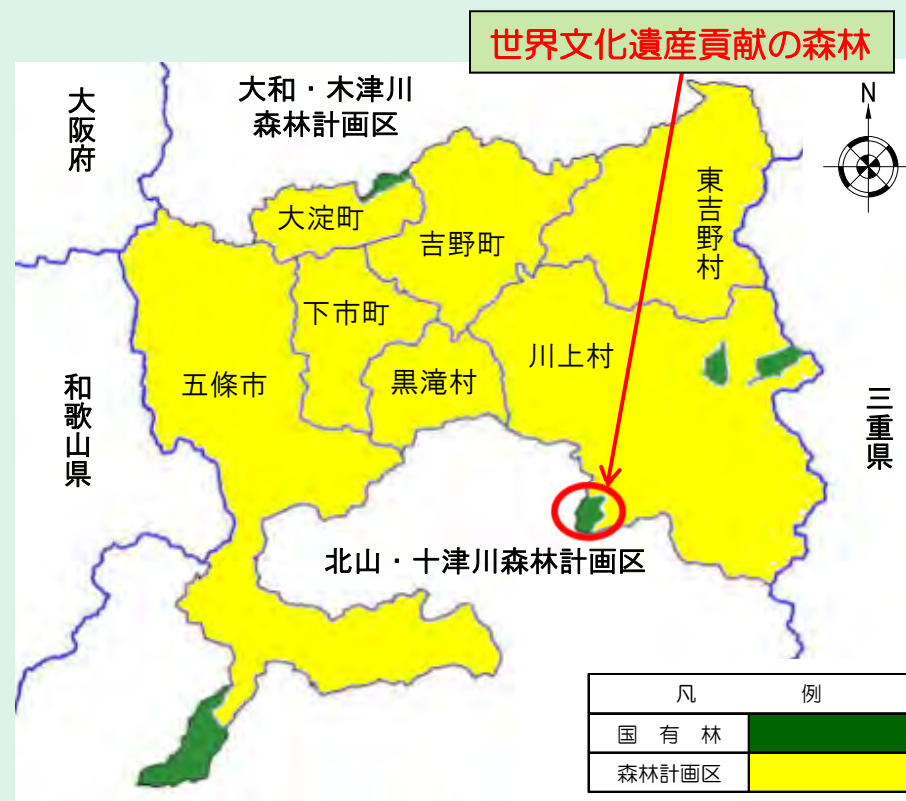 世界文化遺産貢献の森林
大和・木津川
森林計画区
大阪府
N
東吉野村
大淀町
吉野町
下市町
川上村
五條市
黒滝村
和歌山県
三重県
北山・十津川森林計画区
凡 例
国 有 林
森林計画区